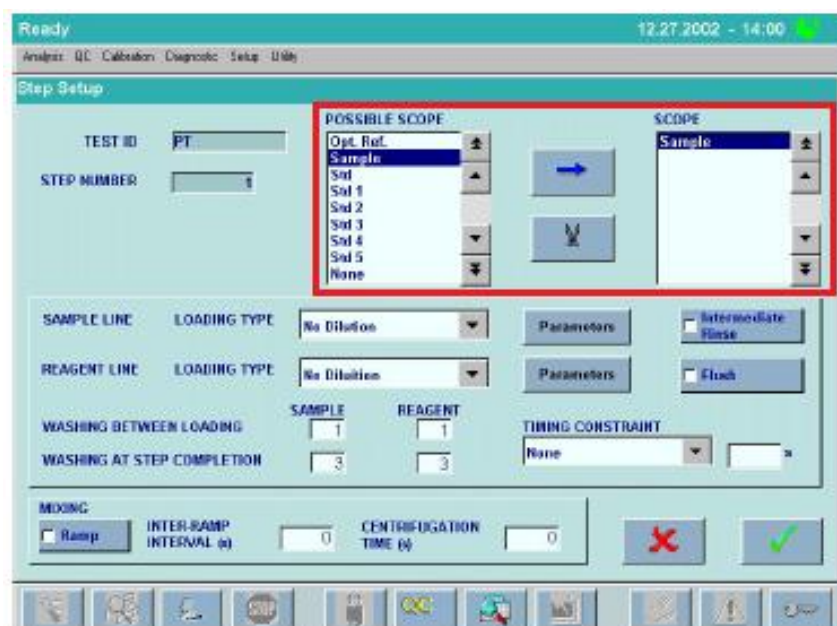 Ready 12.27.2002 - 14:00
Analysis QC Calibration Diagnostic Setup Utility
Step Setup
POSSIBLE SCOPE SCOPE
TEST ID PT
STEP NUMBER 1
Opt. Ref.
Sample
Std
Std 1
Std 2
Std 3
Std 4
Std 5
None
Sample
SAMPLE LINE LOADING TYPE No Dilution Parameters Intermediate Rinse
REAGENT LINE LOADING TYPE No Diluition Parameters Flush
SAMPLE REAGENT
WASHING BETWEEN LOADING 1 1
WASHING AT STEP COMPLETION 3 3
TIMING CONSTRAINT
None s
MIXING
Ramp INTER-RAMP INTERVAL (s) 0 CENTRIFUGATION TIME (s) 0
STOP QC